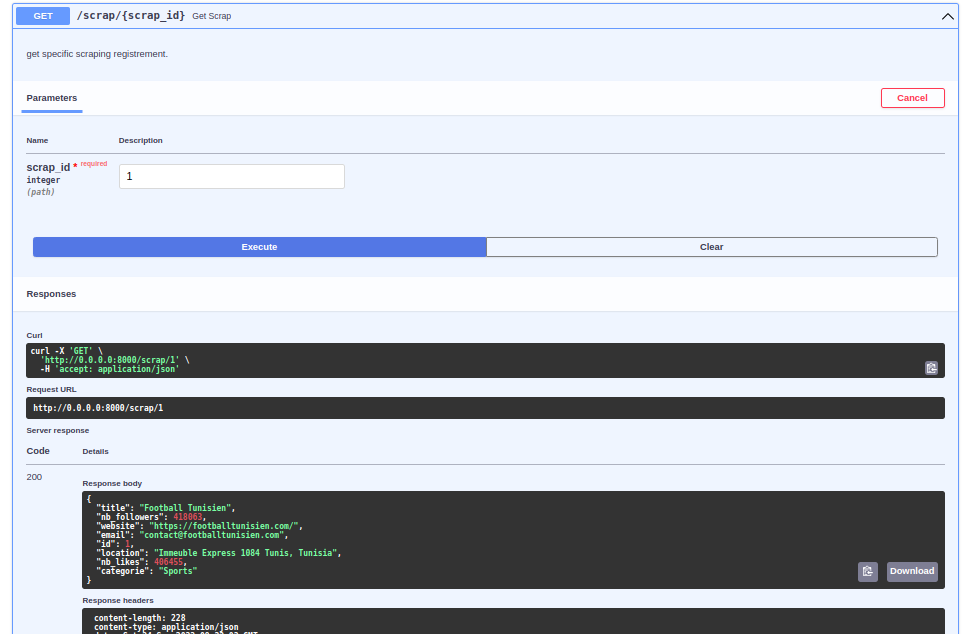 GET /scrap/{scrap_id} Get Scrap
get specific scraping registrement.
Parameters Cancel
Name Description
scrap_id * required
integer
(path)
1
Execute Clear
Responses
Curl
curl -X 'GET' \
'http://0.0.0.0:8000/scrap/1' \
-H 'accept: application/json'
Request URL
http://0.0.0.0:8000/scrap/1
Server response
Code Details
200
Response body
{
"title": "Football Tunisien",
"nb_followers": 418063,
"website": "https://footballtunisien.com/",
"email": "contact@footballtunisien.com",
"id": 1,
"location": "Immeuble Express 1084 Tunis, Tunisia",
"nb_likes": 406455,
"categorie": "Sports"
}
Download
Response headers
content-length: 228
content-type: application/json